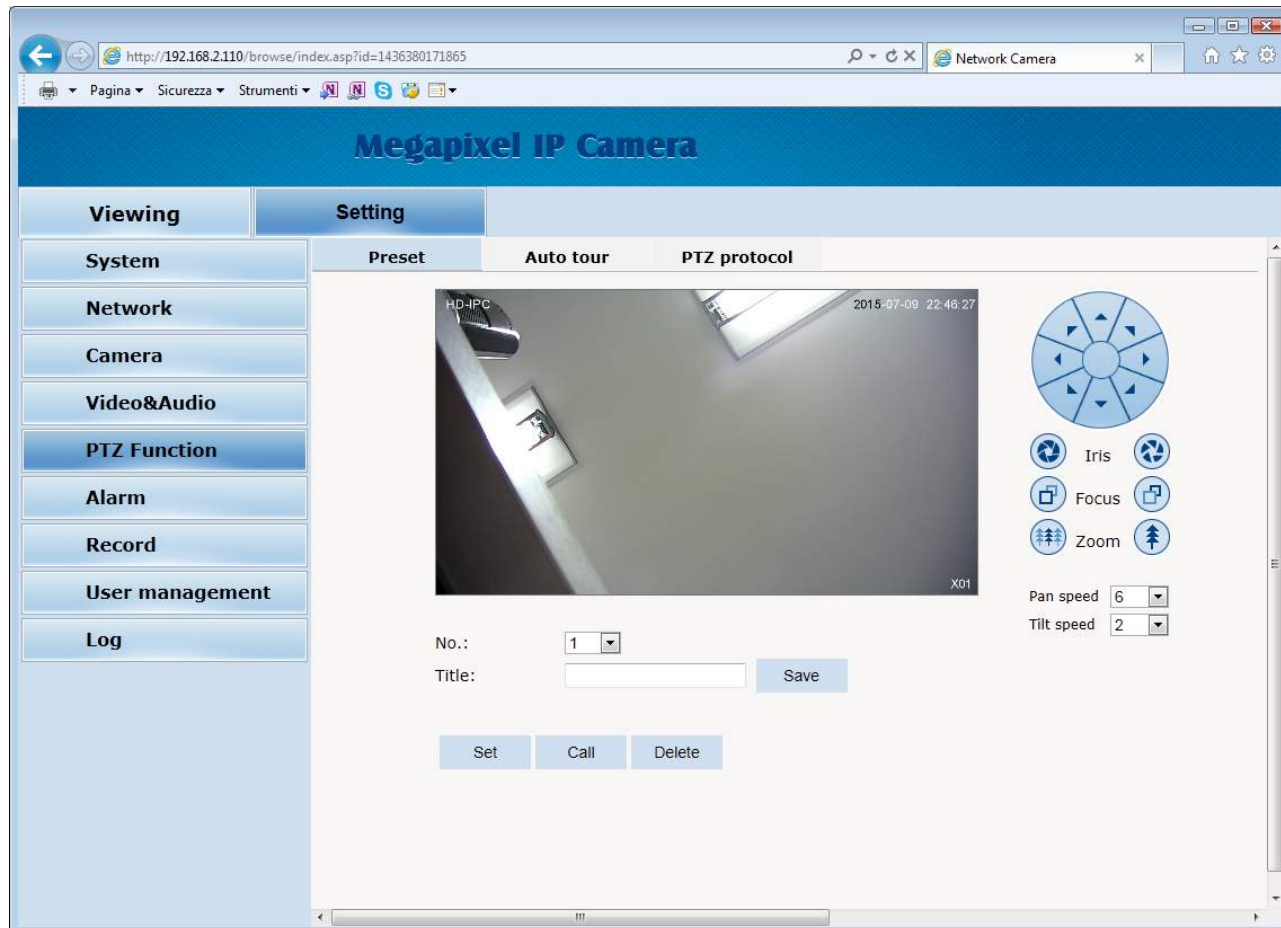 http://192.168.2.110/browse/index.asp?id=1436380171865
Network Camera
Pagina Sicurezza Strumenti
Megapixel IP Camera
Viewing Setting
System
Network
Camera
Video&Audio
PTZ Function
Alarm
Record
User management
Log
Preset Auto tour PTZ protocol
HD-IPC 2015-07-09 22:46:27
X01
Iris
Focus
Zoom
Pan speed 6
Tilt speed 2
No.: 1
Title: Save
Set Call Delete